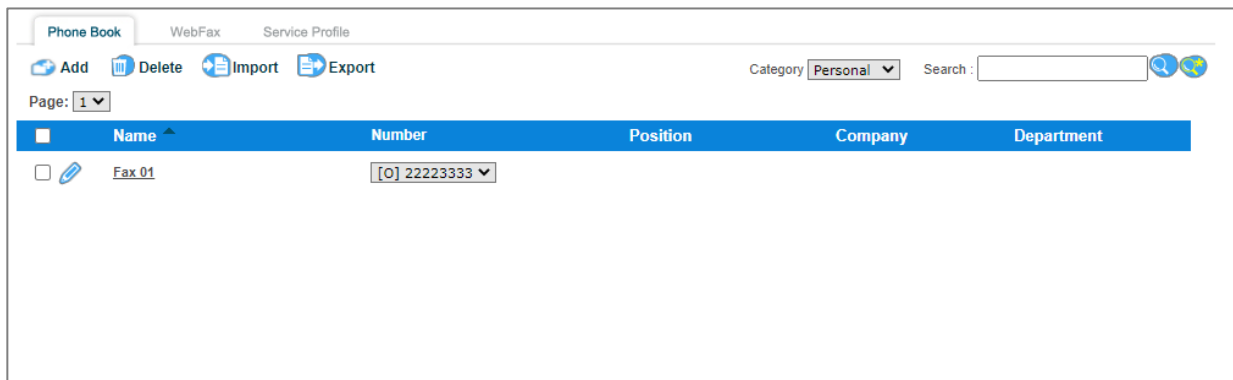 Phone Book WebFax Service Profile
Add Delete Import Export Category Personal Search :
Page: 1
Name Number Position Company Department
Fax 01 [O] 22223333